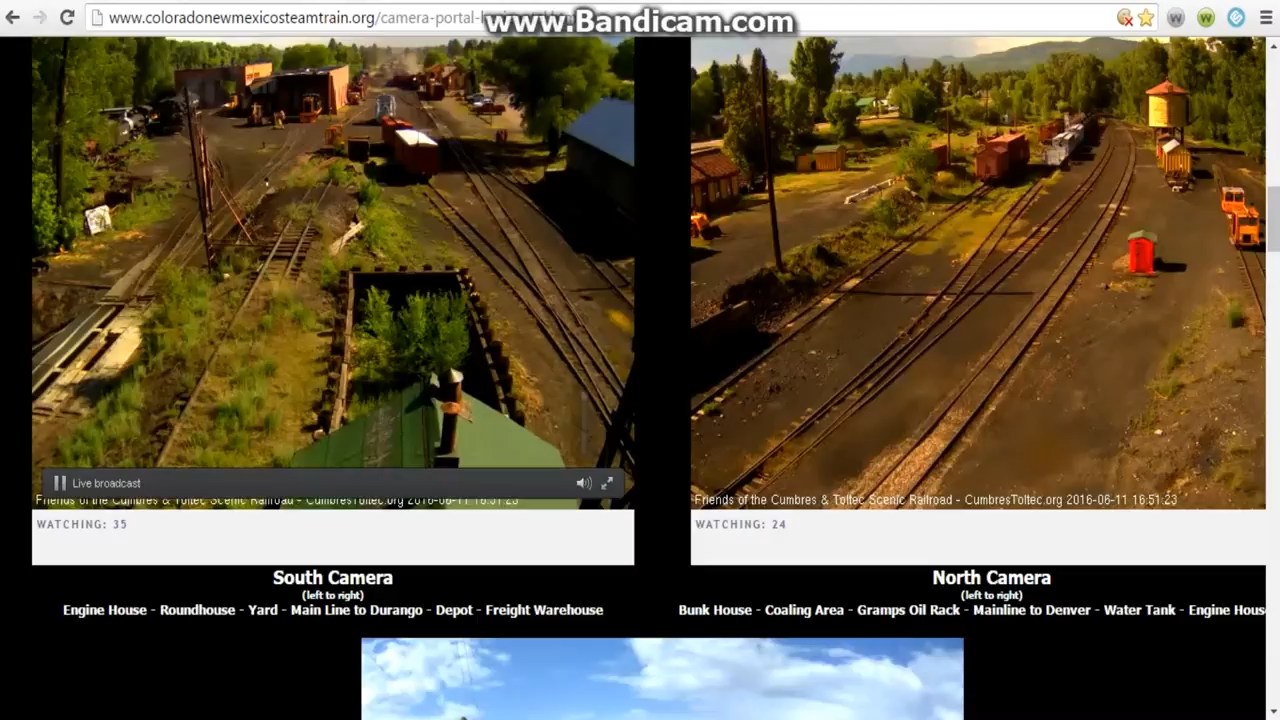 www.coloradonewmexicosteamtrain.org/camera-portal-
www.Bandicam.com
Live broadcast
Friends of the Cumbres & Toltec Scenic Railroad - CumbresToltec.org 2016-06-11 16:51:23
Friends of the Cumbres & Toltec Scenic Railroad - CumbresToltec.org 2016-06-11 16:51:23
WATCHING: 35
WATCHING: 24
South Camera
(left to right)
Engine House - Roundhouse - Yard - Main Line to Durango - Depot - Freight Warehouse
North Camera
(left to right)
Bunk House - Coaling Area - Gramps Oil Rack - Mainline to Denver - Water Tank - Engine Hous